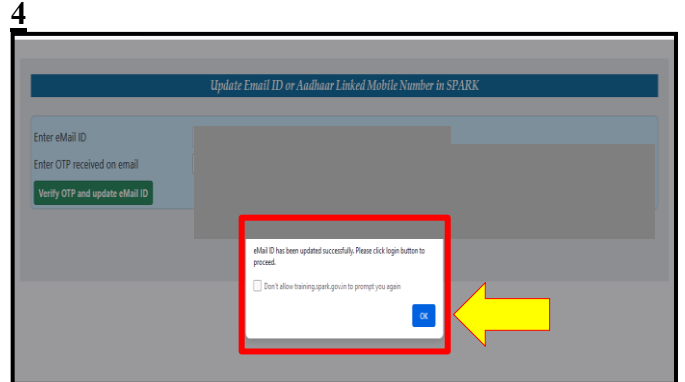 4
Update Email ID or Aadhaar Linked Mobile Number in SPARK
Enter eMail ID
Enter OTP received on email
Verify OTP and update eMail ID
eMail ID has been updated successfully. Please click login button to
proceed.
Don't allow training.spark.gov.in to prompt you again
OK